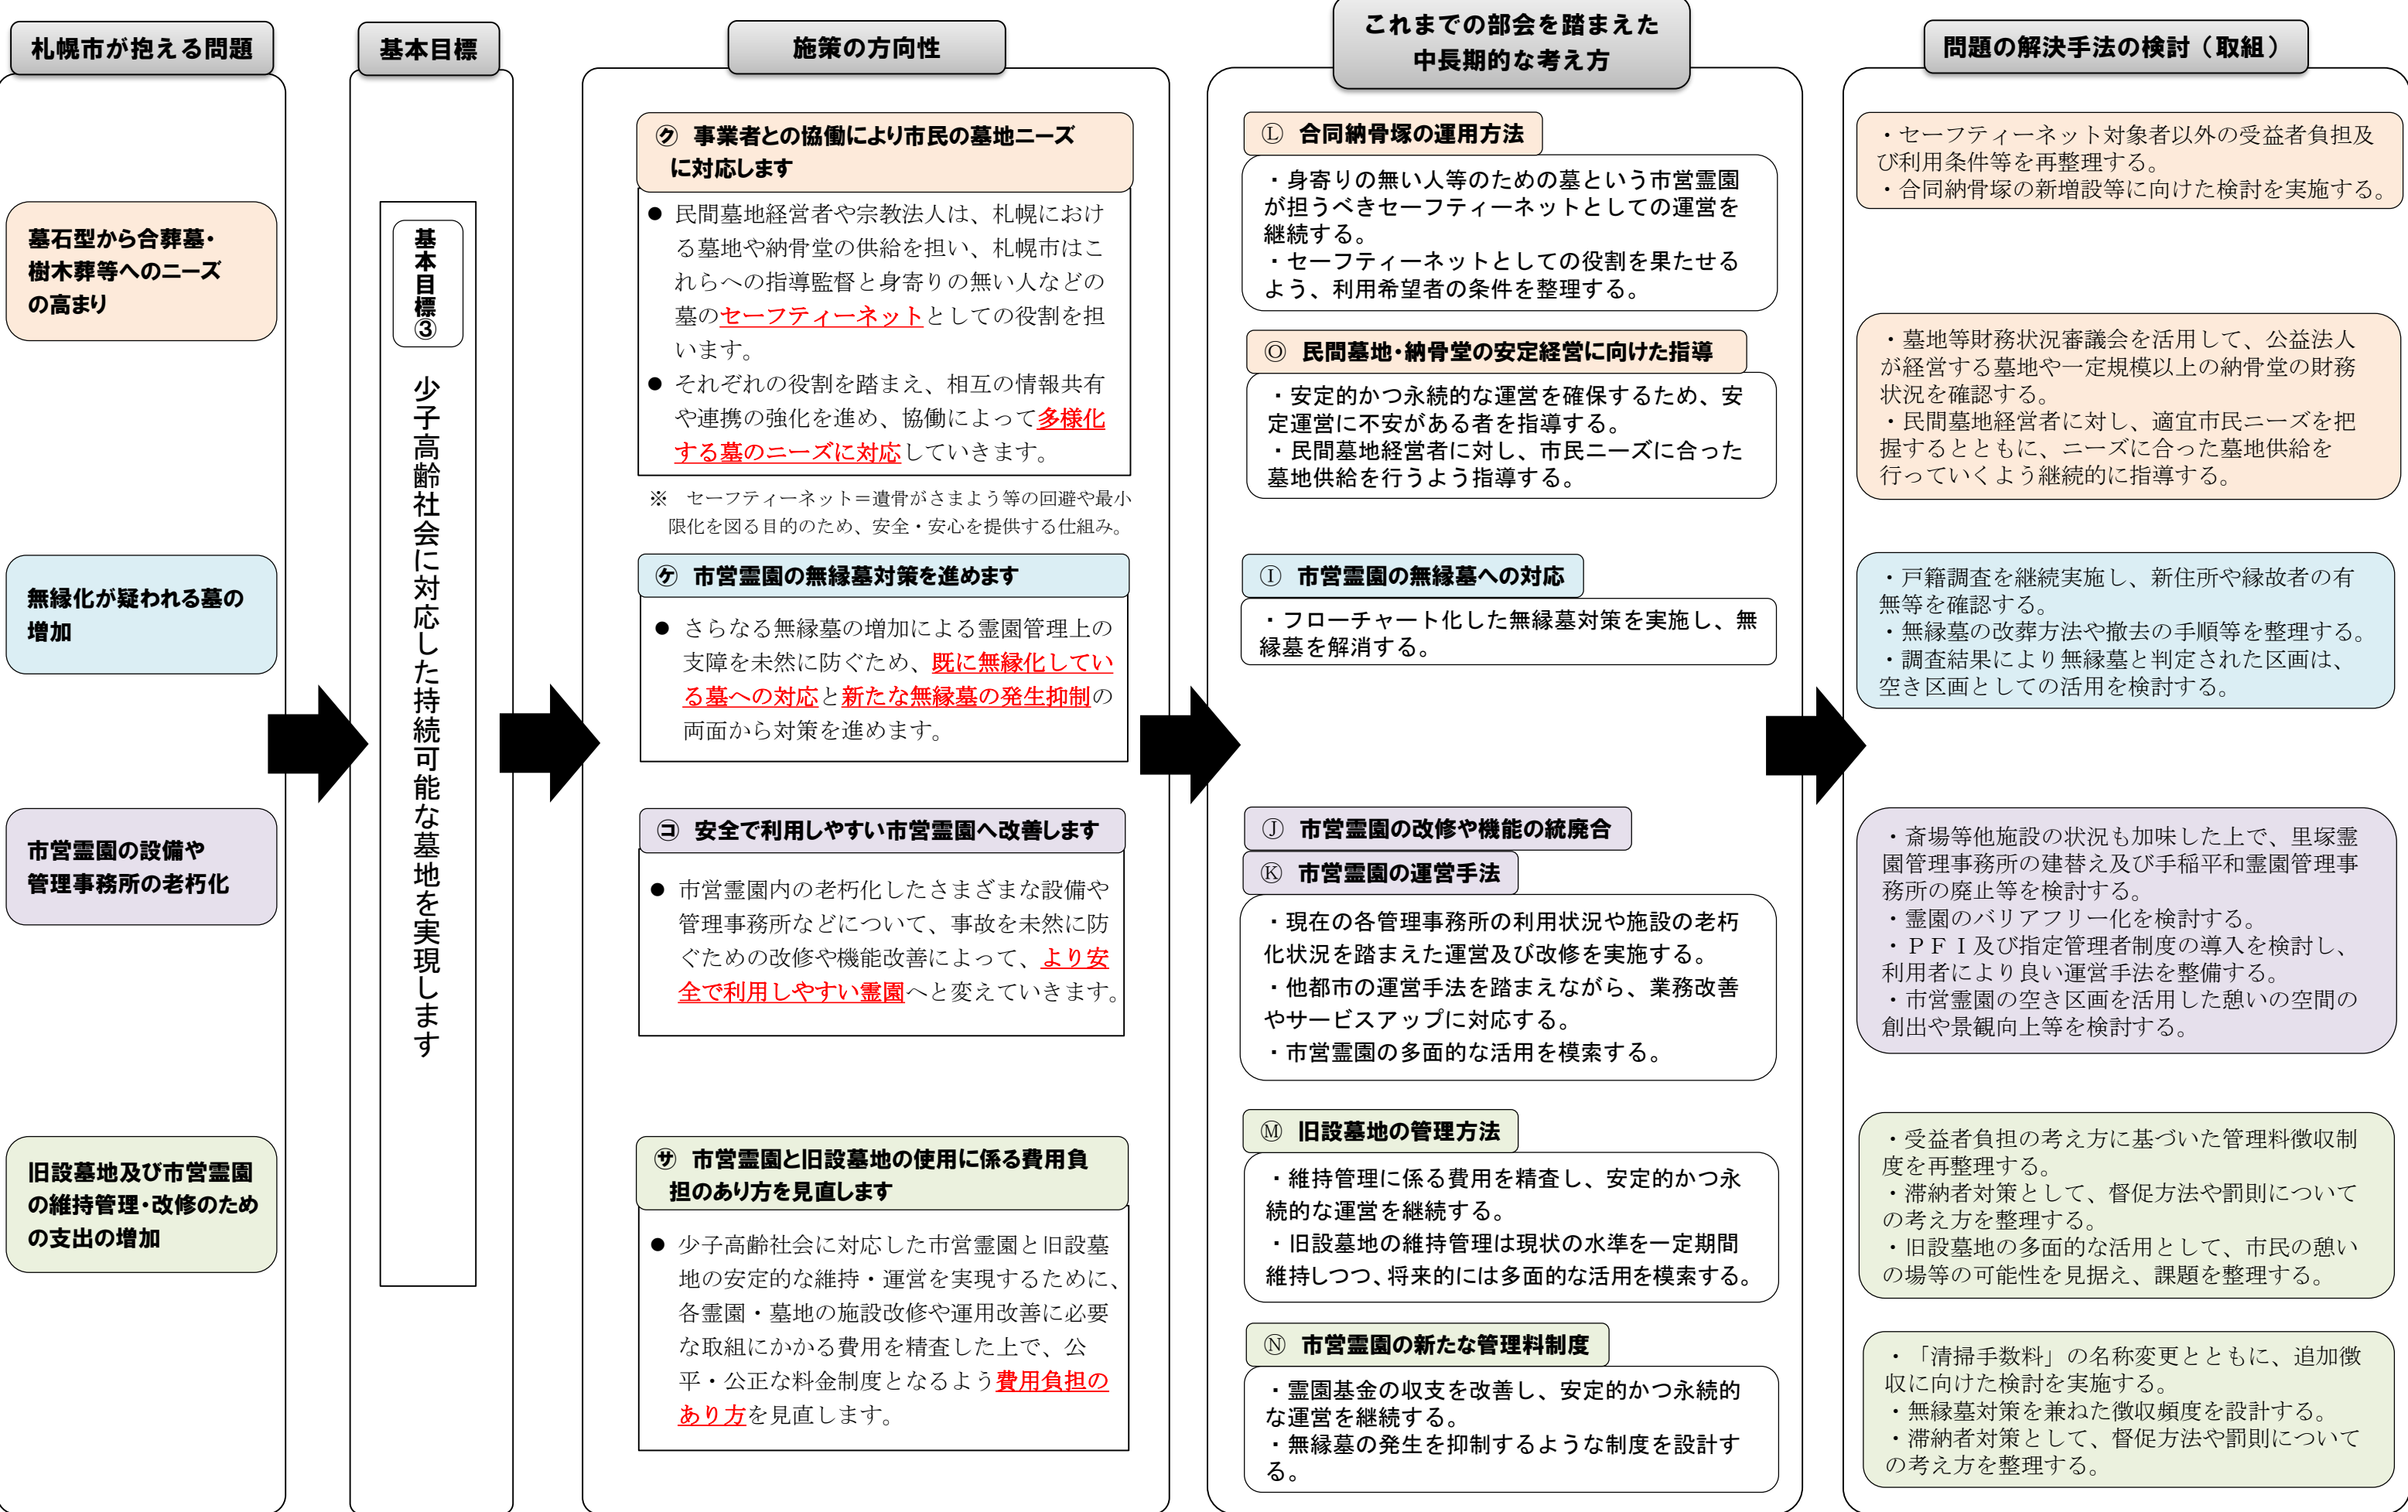 札幌市が抱える問題
墓石型から合葬墓・
樹木葬等へのニーズ
の高まり
無縁化が疑われる墓の
増加
市営霊園の設備や
管理事務所の老朽化
旧設墓地及び市営霊園
の維持管理・改修のため
の支出の増加
基本目標
基本目標③
少子高齢社会に対応した持続可能な墓地を実現します
施策の方向性
㋗ 事業者との協働により市民の墓地ニーズ
に対応します
● 民間墓地経営者や宗教法人は、札幌におけ
る墓地や納骨堂の供給を担い、札幌市はこ
れらへの指導監督と身寄りの無い人などの
墓のセーフティーネットとしての役割を担
います。
● それぞれの役割を踏まえ、相互の情報共有
や連携の強化を進め、協働によって多様化
する墓のニーズに対応していきます。
※ セーフティーネット＝遺骨がさまよう等の回避や最小
限化を図る目的のため、安全・安心を提供する仕組み。
㋘ 市営霊園の無縁墓対策を進めます
● さらなる無縁墓の増加による霊園管理上の
支障を未然に防ぐため、既に無縁化してい
る墓への対応と新たな無縁墓の発生抑制の
両面から対策を進めます。
㋙ 安全で利用しやすい市営霊園へ改善します
● 市営霊園内の老朽化したさまざまな設備や
管理事務所などについて、事故を未然に防
ぐための改修や機能改善によって、より安
全で利用しやすい霊園へと変えていきます。
㋚ 市営霊園と旧設墓地の使用に係る費用負
担のあり方を見直します
● 少子高齢社会に対応した市営霊園と旧設墓
地の安定的な維持・運営を実現するために、
各霊園・墓地の施設改修や運用改善に必要
な取組にかかる費用を精査した上で、公
平・公正な料金制度となるよう費用負担の
あり方を見直します。
これまでの部会を踏まえた
中長期的な考え方
Ⓛ 合同納骨塚の運用方法
・身寄りの無い人等のための墓という市営霊園
が担うべきセーフティーネットとしての運営を
継続する。
・セーフティーネットとしての役割を果たせる
よう、利用希望者の条件を整理する。
Ⓞ 民間墓地・納骨堂の安定経営に向けた指導
・安定的かつ永続的な運営を確保するため、安
定運営に不安がある者を指導する。
・民間墓地経営者に対し、市民ニーズに合った
墓地供給を行うよう指導する。
Ⓘ 市営霊園の無縁墓への対応
・フローチャート化した無縁墓対策を実施し、無
縁墓を解消する。
Ⓙ 市営霊園の改修や機能の統廃合
Ⓚ 市営霊園の運営手法
・現在の各管理事務所の利用状況や施設の老朽
化状況を踏まえた運営及び改修を実施する。
・他都市の運営手法を踏まえながら、業務改善
やサービスアップに対応する。
・市営霊園の多面的な活用を模索する。
Ⓜ 旧設墓地の管理方法
・維持管理に係る費用を精査し、安定的かつ永
続的な運営を継続する。
・旧設墓地の維持管理は現状の水準を一定期間
維持しつつ、将来的には多面的な活用を模索する。
Ⓝ 市営霊園の新たな管理料制度
・霊園基金の収支を改善し、安定的かつ永続的
な運営を継続する。
・無縁墓の発生を抑制するような制度を設計す
る。
問題の解決手法の検討（取組）
・セーフティーネット対象者以外の受益者負担及
び利用条件等を再整理する。
・合同納骨塚の新増設等に向けた検討を実施する。
・墓地等財務状況審議会を活用して、公益法人
が経営する墓地や一定規模以上の納骨堂の財務
状況を確認する。
・民間墓地経営者に対し、適宜市民ニーズを把
握するとともに、ニーズに合った墓地供給を
行っていくよう継続的に指導する。
・戸籍調査を継続実施し、新住所や縁故者の有
無等を確認する。
・無縁墓の改葬方法や撤去の手順等を整理する。
・調査結果により無縁墓と判定された区画は、
空き区画としての活用を検討する。
・斎場等他施設の状況も加味した上で、里塚霊
園管理事務所の建替え及び手稲平和霊園管理事
務所の廃止等を検討する。
・霊園のバリアフリー化を検討する。
・ＰＦＩ及び指定管理者制度の導入を検討し、
利用者により良い運営手法を整備する。
・市営霊園の空き区画を活用した憩いの空間の
創出や景観向上等を検討する。
・受益者負担の考え方に基づいた管理料徴収制
度を再整理する。
・滞納者対策として、督促方法や罰則について
の考え方を整理する。
・旧設墓地の多面的な活用として、市民の憩い
の場等の可能性を見据え、課題を整理する。
・「清掃手数料」の名称変更とともに、追加徴
収に向けた検討を実施する。
・無縁墓対策を兼ねた徴収頻度を設計する。
・滞納者対策として、督促方法や罰則について
の考え方を整理する。